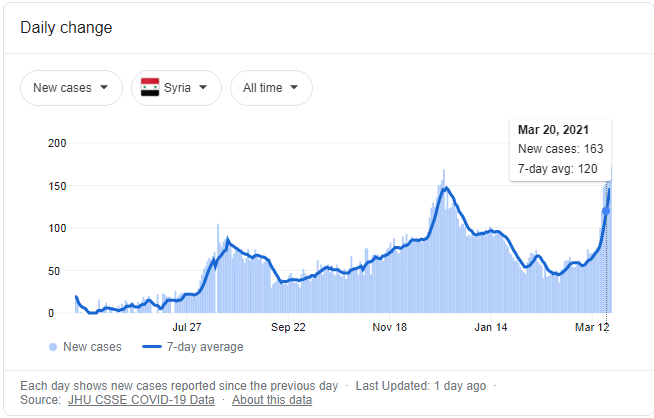 Daily change
New cases
Syria
All time
Mar 20, 2021
New cases: 163
7-day avg: 120
200
150
100
50
0
Jul 27
Sep 22
Nov 18
Jan 14
Mar 12
New cases
7-day average
Each day shows new cases reported since the previous day · Last Updated: 1 day ago ·
Source: JHU CSSE COVID-19 Data · About this data